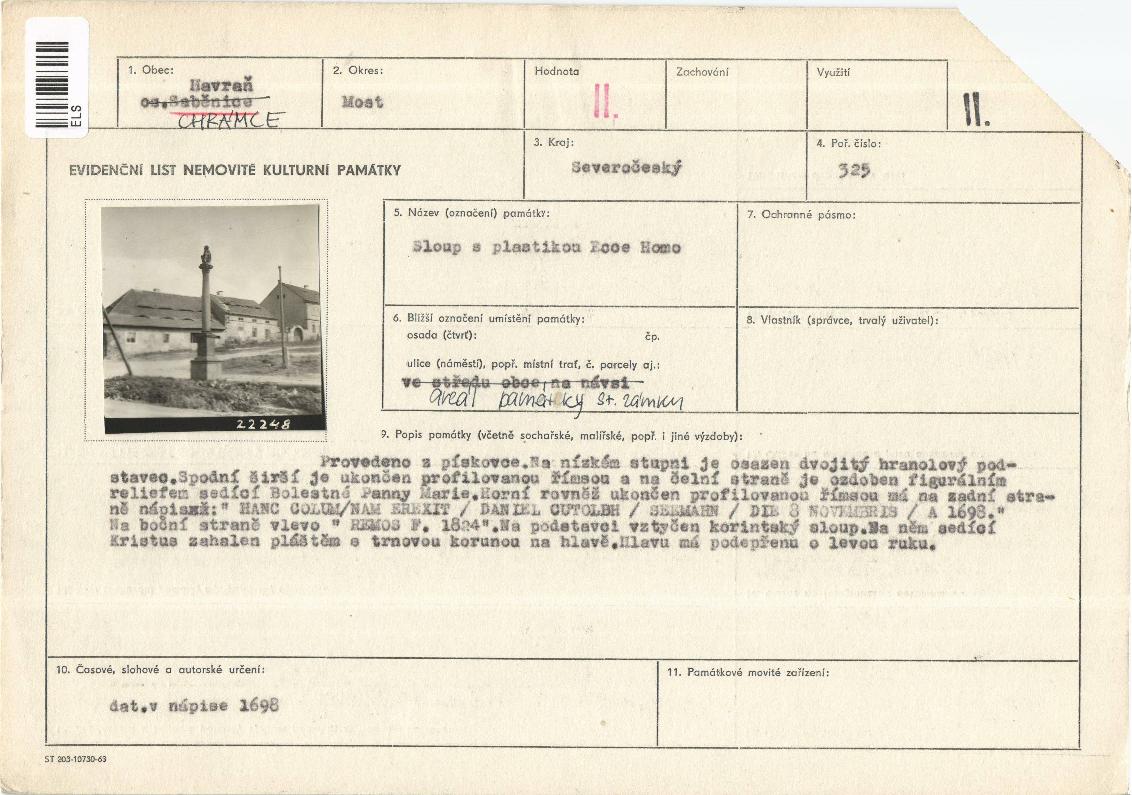 ELS
1. Obec:
Havraň
os. Saběnice
CHRÁMCE
2. Okres:
Most
Hodnota
II.
Zachování
Využití
II.
EVIDENČNÍ LIST NEMOVITÉ KULTURNÍ PAMÁTKY
3. Kraj:
Severočeský
4. Poř. číslo:
325
22248
5. Název (označení) památky:
Sloup s plastikou Ecce Homo
7. Ochranné pásmo:
6. Bližší označení umístění památky:
osada (čtvrť): čp.
ulice (náměstí), popř. místní trať, č. parcely aj.:
ve středu obce, na návsi
areál památky st. zámku
8. Vlastník (správce, trvalý uživatel):
9. Popis památky (včetně sochařské, malířské, popř. i jiné výzdoby):
Provedeno z pískovce.Na nízkém stupni je osazen dvojitý hranolový pod-
stavec.Spodní širší je ukončen profilovanou římsou a na čelní straně je ozdoben figurálním
reliefem sedící Bolestné Panny Marie.Horní rovněž ukončen profilovanou římsou má na zadní stra-
ně nápis:" HANC COLUM/NAM EREXIT / DANIEL GUTOLBH / SEEMAHN / DIE 8 NOVEMBRIS / A 1698."
Na boční straně vlevo " REMOS F. 1824".Na podstavci vztyčen korintský sloup.Na něm sedící
Kristus zahalen pláštěm s trnovou korunou na hlavě.Hlavu má podepřenu o levou ruku.
10. Časové, slohové a autorské určení:
dat.v nápise 1698
11. Památkové movité zařízení:
ST 203-10730-63